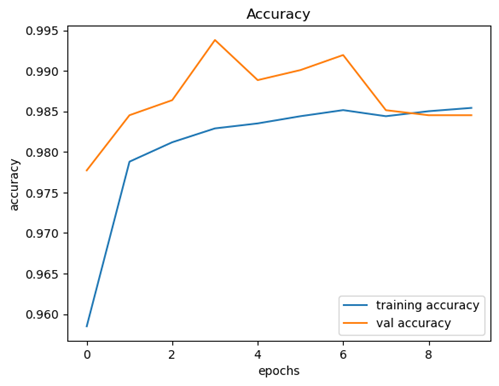 Accuracy
0.995
0.990
0.985
0.980
0.975
0.970
0.965
0.960
accuracy
0 2 4 6 8
epochs
training accuracy
val accuracy